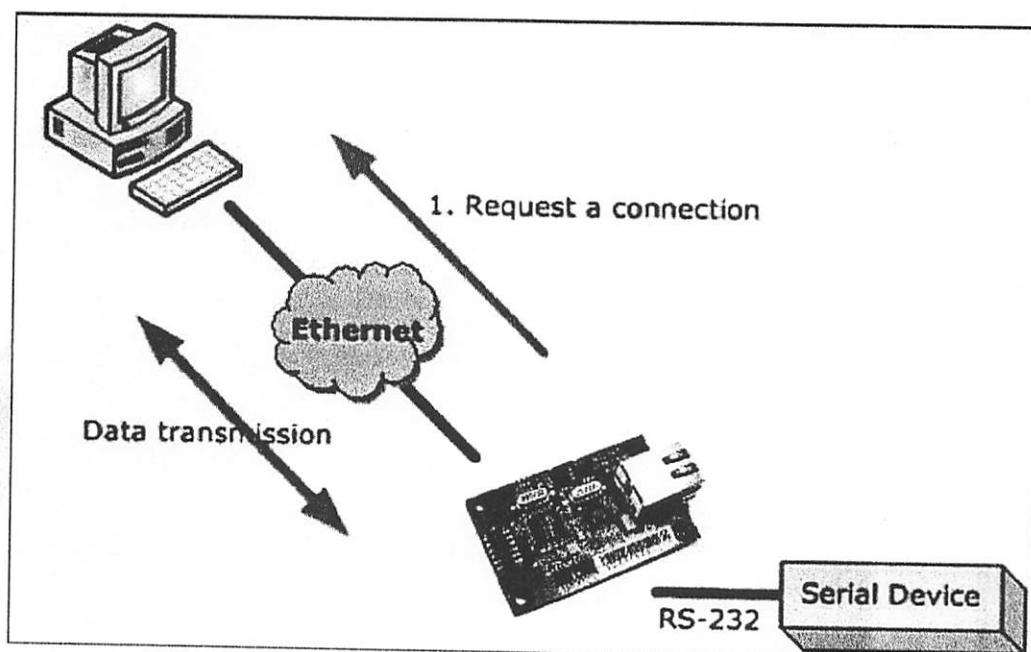 1. Request a connection
Ethernet
Data transmission
RS-232
Serial Device